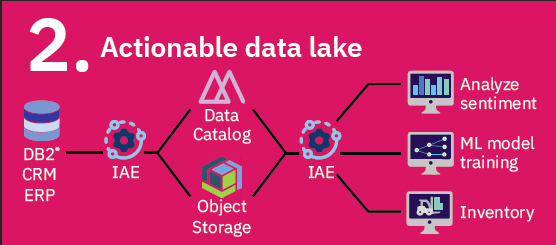 2. Actionable data lake
DB2®
CRM
ERP
IAE
Data
Catalog
Object
Storage
IAE
Analyze
sentiment
ML model
training
Inventory